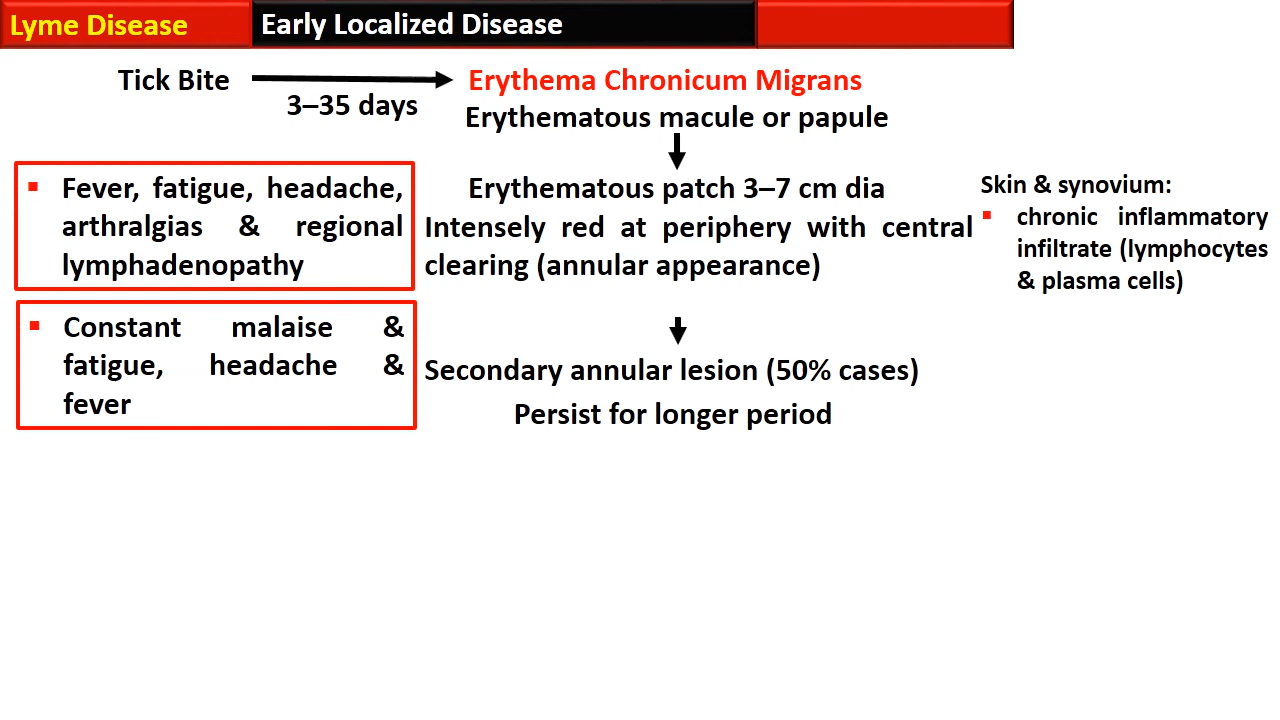 Lyme Disease
Early Localized Disease
Tick Bite
3–35 days
Erythema Chronicum Migrans
Erythematous macule or papule
▪ Fever, fatigue, headache,
arthralgias & regional
lymphadenopathy
Erythematous patch 3–7 cm dia
Intensely red at periphery with central
clearing (annular appearance)
Skin & synovium:
▪ chronic inflammatory
infiltrate (lymphocytes
& plasma cells)
▪ Constant malaise &
fatigue, headache &
fever
Secondary annular lesion (50% cases)
Persist for longer period